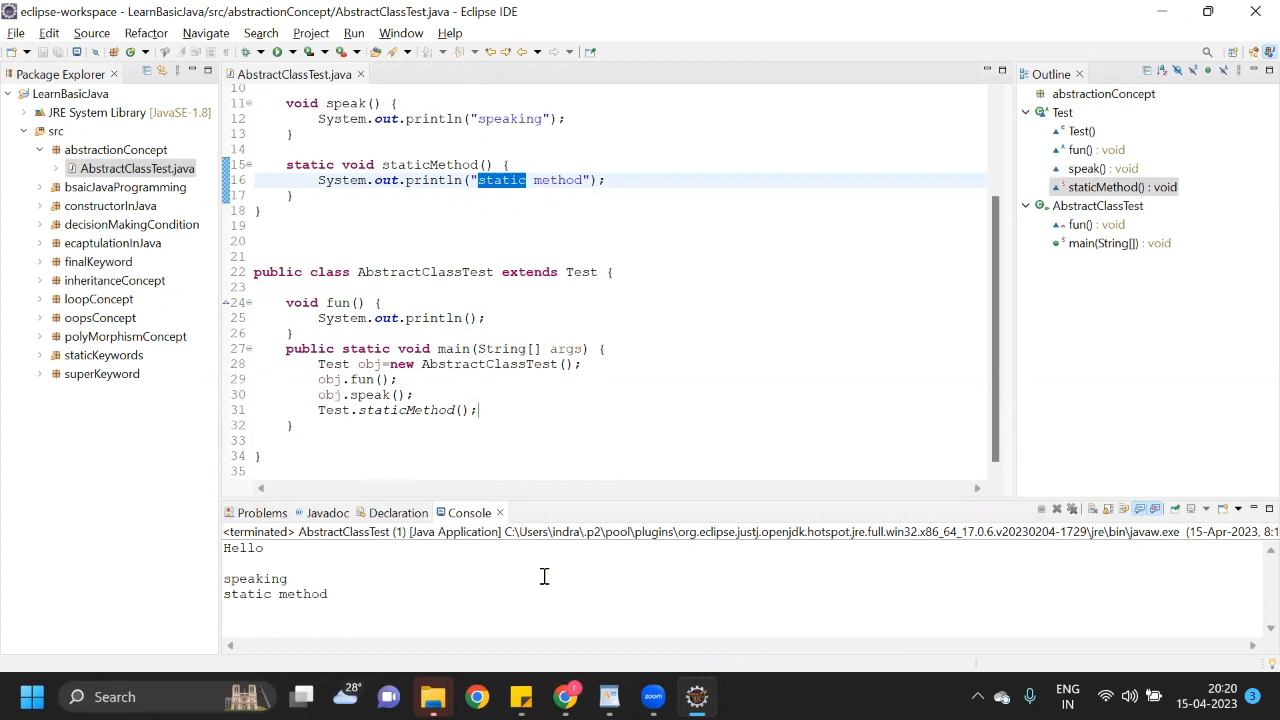 eclipse-workspace - LearnBasicJava/src/abstractionConcept/AbstractClassTest.java - Eclipse IDE
File Edit Source Refactor Navigate Search Project Run Window Help
Package Explorer
AbstractClassTest.java
Outline
LearnBasicJava
JRE System Library [JavaSE-1.8]
src
abstractionConcept
AbstractClassTest.java
bsaicJavaProgramming
constructorInJava
decisionMakingCondition
ecaptulationInJava
finalKeyword
inheritanceConcept
loopConcept
oopsConcept
polyMorphismConcept
staticKeywords
superKeyword
10
11 void speak() {
12 System.out.println("speaking");
13 }
14
15 static void staticMethod() {
16 System.out.println("static method");
17 }
18 }
19
20
21
22 public class AbstractClassTest extends Test {
23
24 void fun() {
25 System.out.println();
26 }
27 public static void main(String[] args) {
28 Test obj=new AbstractClassTest();
29 obj.fun();
30 obj.speak();
31 Test.staticMethod();
32 }
33
34 }
35
abstractionConcept
Test
Test()
fun() : void
speak() : void
staticMethod() : void
AbstractClassTest
fun() : void
main(String[]) : void
Problems Javadoc Declaration Console
<terminated> AbstractClassTest (1) [Java Application] C:\Users\indra\.p2\pool\plugins\org.eclipse.justj.openjdk.hotspot.jre.full.win32.x86_64_17.0.6.v20230204-1729\jre\bin\javaw.exe (15-Apr-2023, 8:1
Hello
speaking
static method
Search
28°
zoom
ENG
IN
20:20
15-04-2023
3